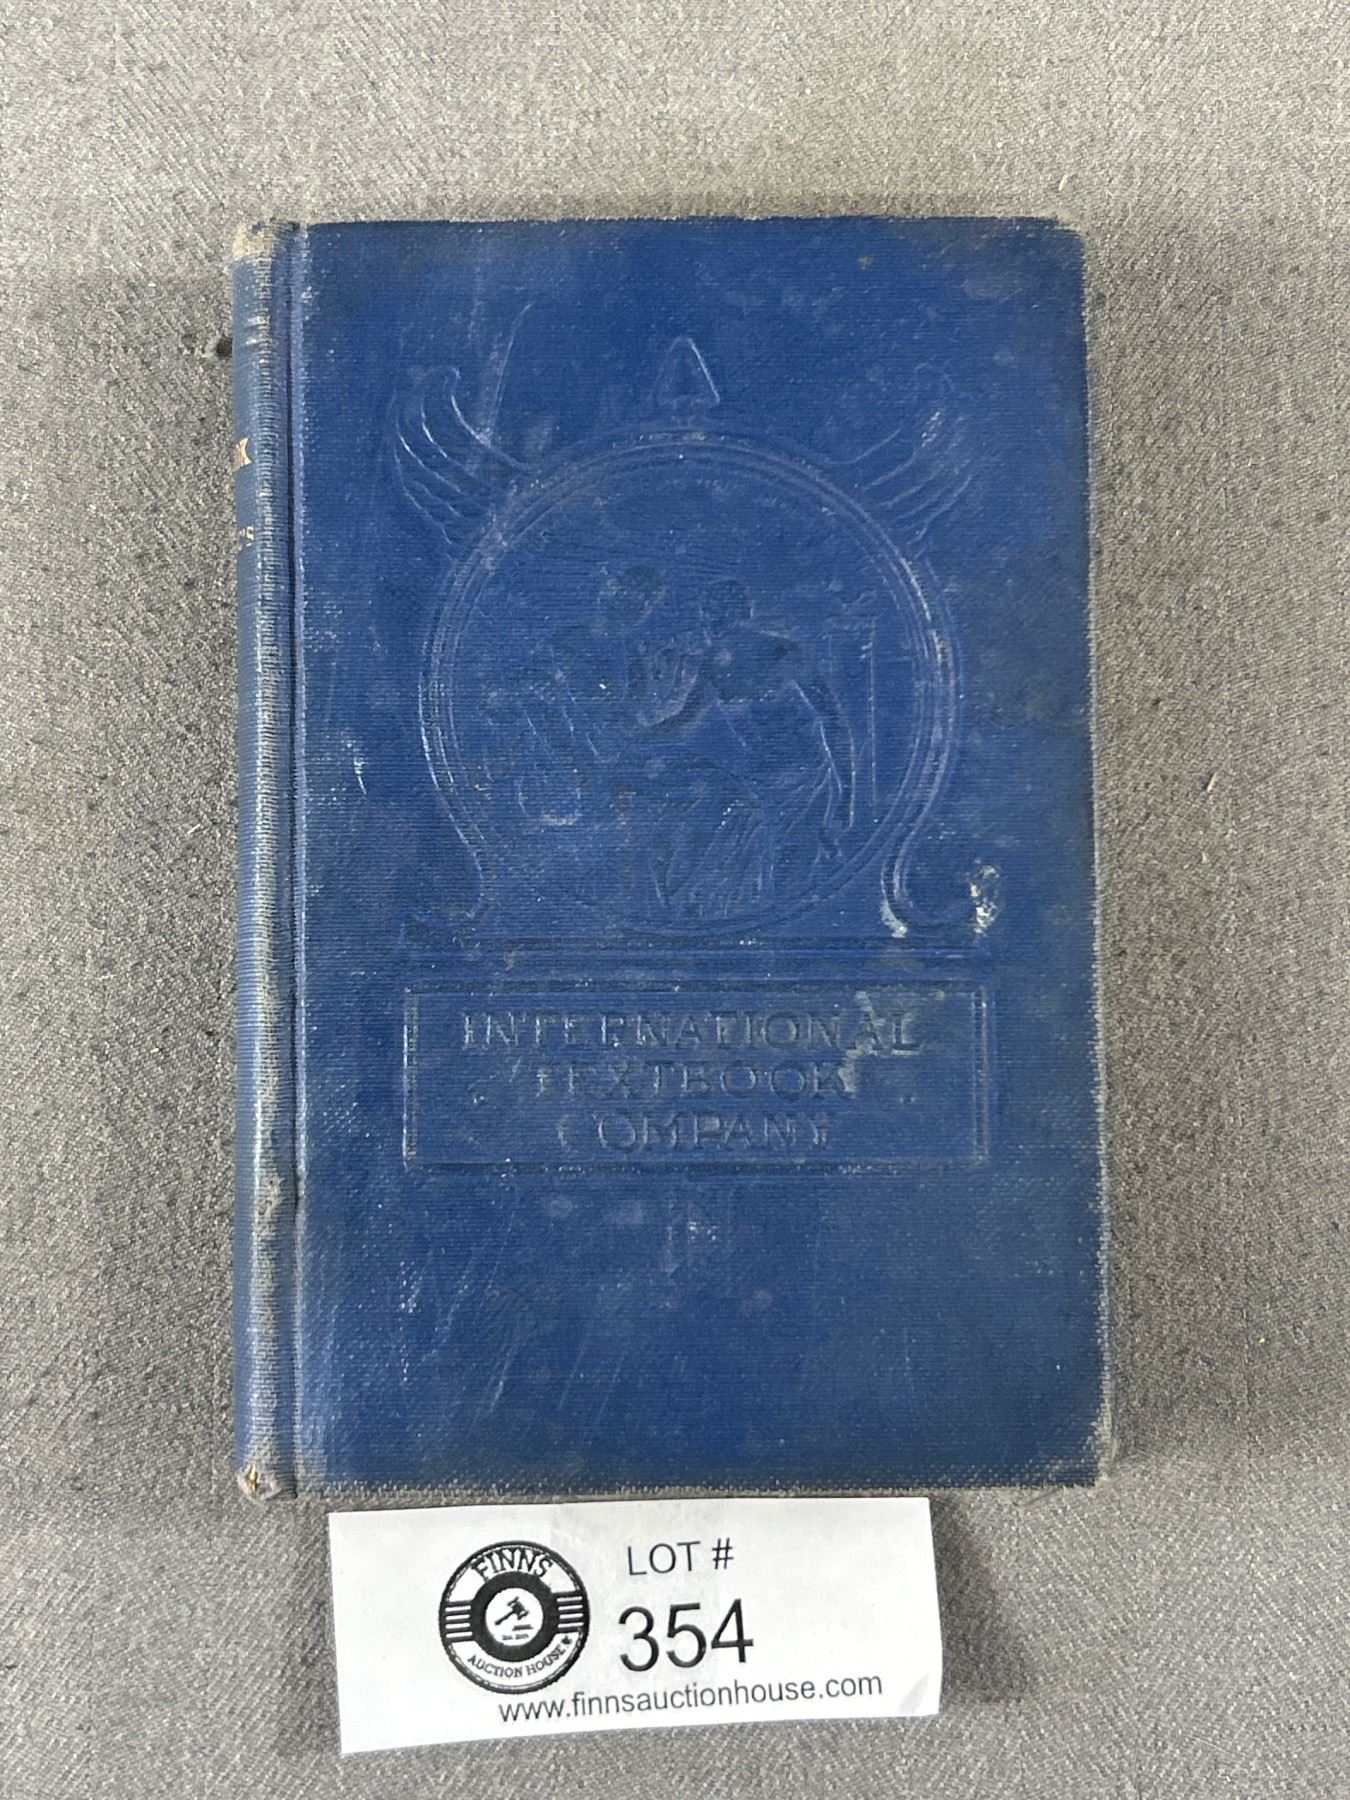 INTERNATIONAL
TEXTBOOK
COMPANY
FINNS
AUCTION HOUSE
LOT #
354
www.finnsauctionhouse.com